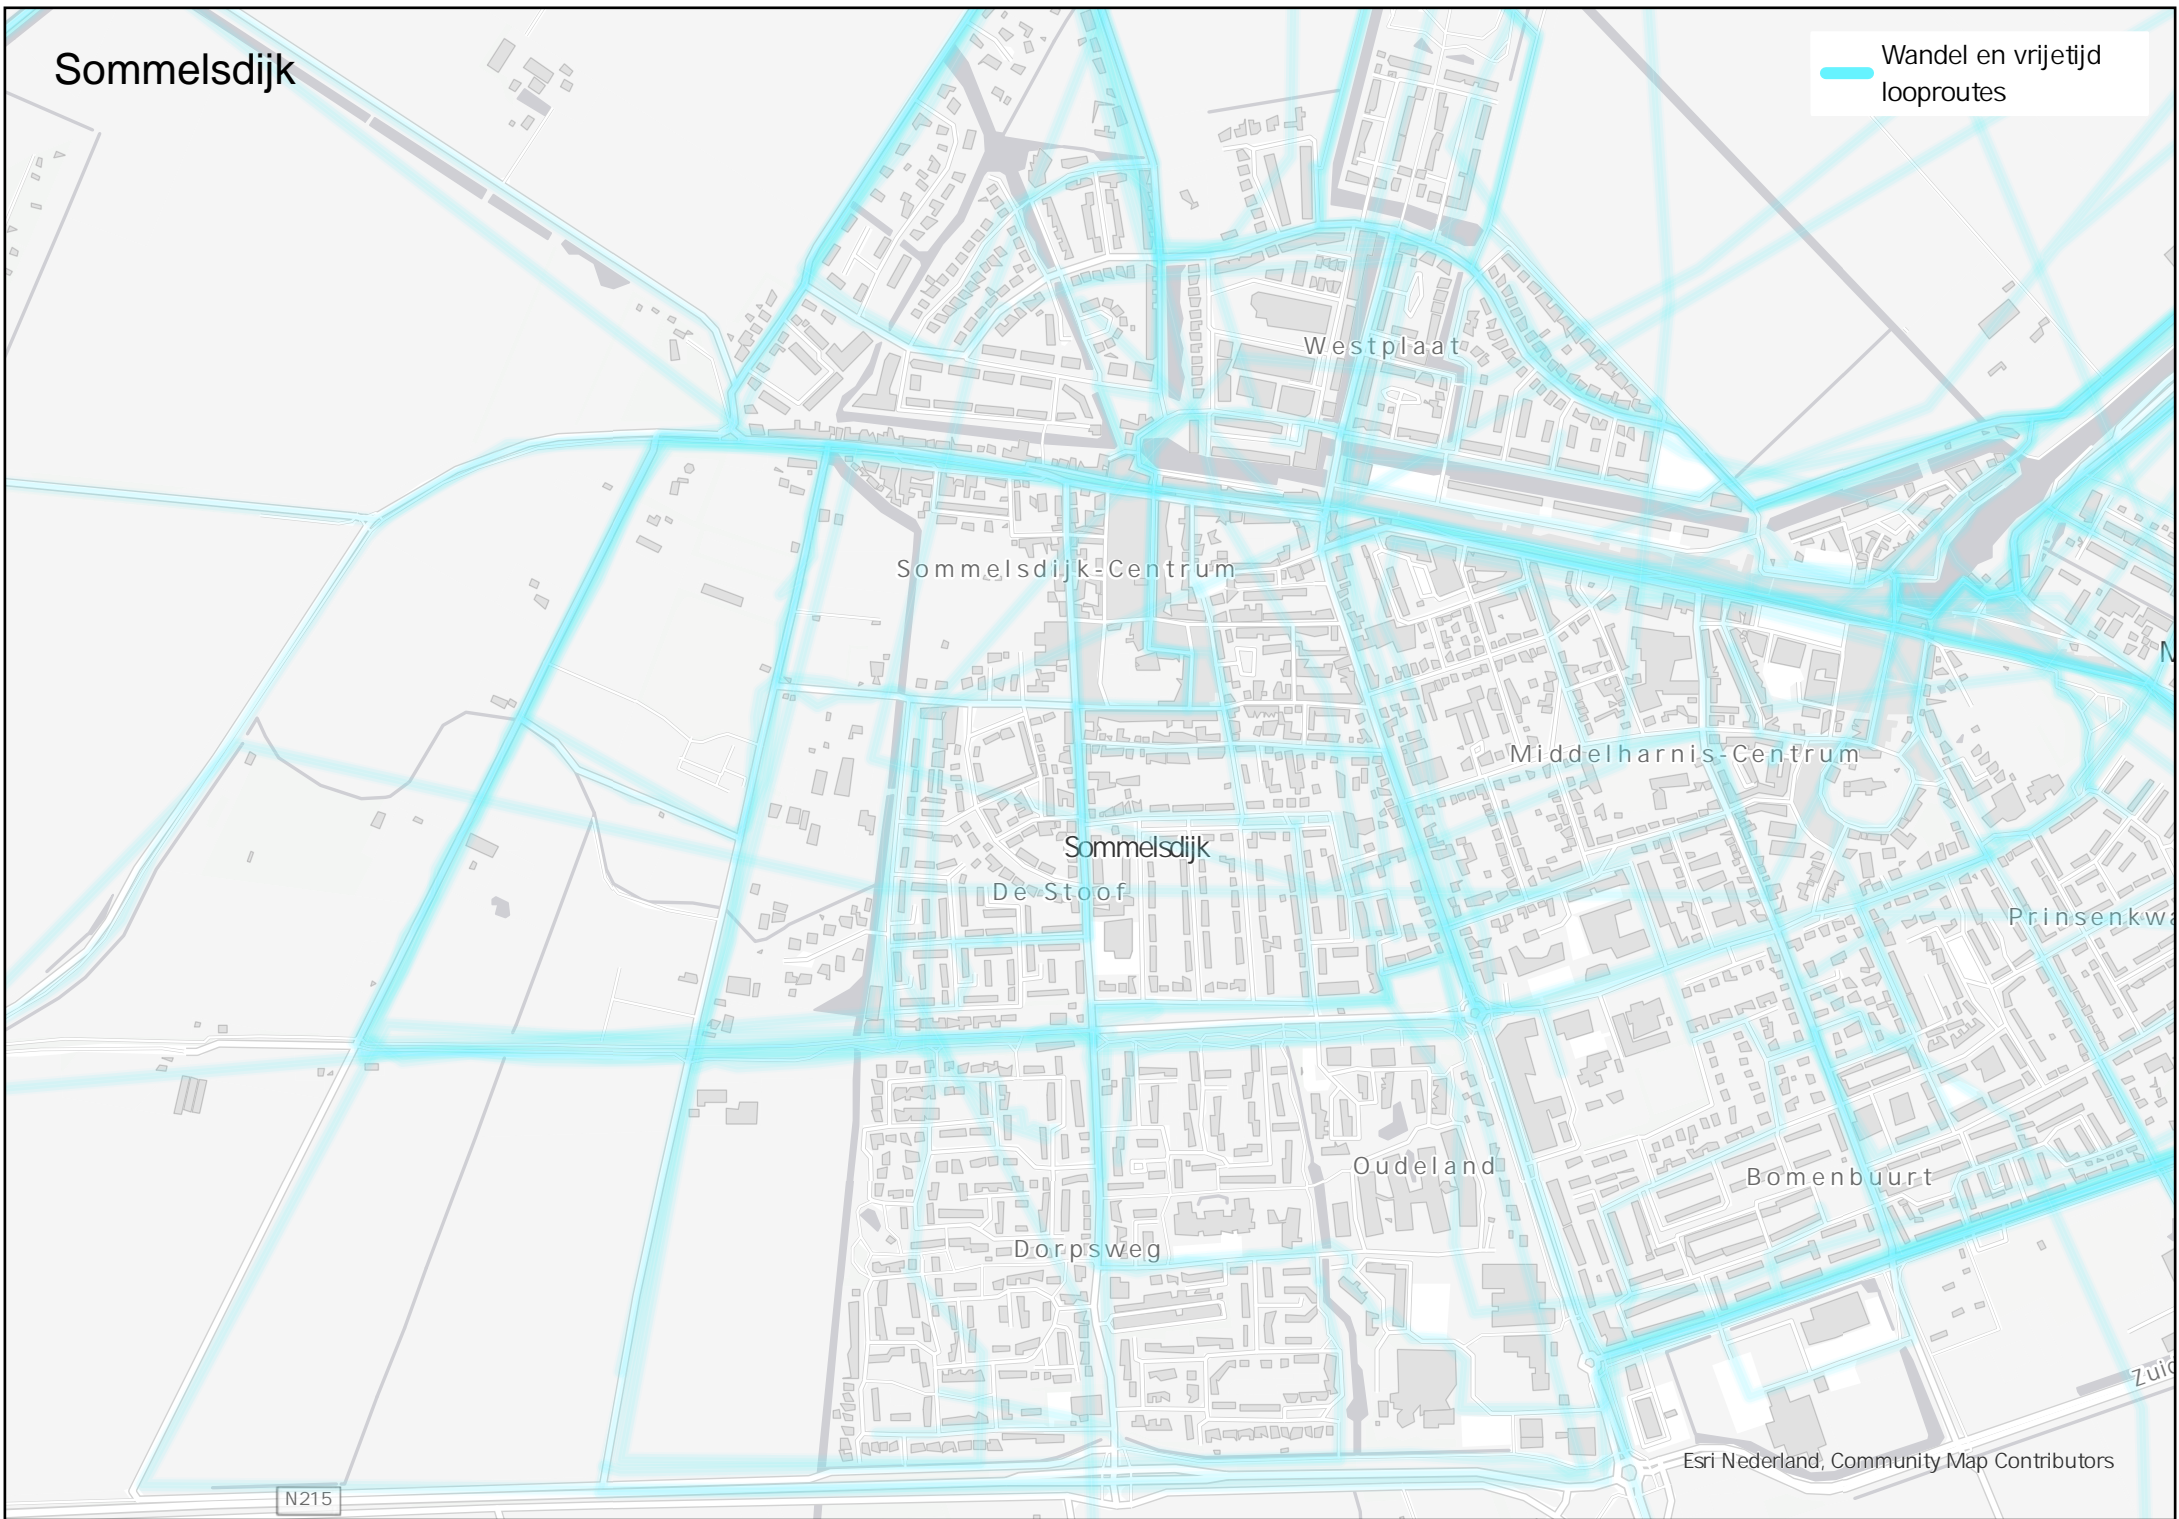 Sommelsdijk
Wandel en vrijetijd
looproutes
Westplaat
Sommelsdijk-Centrum
Middelharnis-Centrum
Sommelsdijk
De Stoof
Prinsenkwa
Oudeland
Bomenbuurt
Dorpsweg
Zuid
Esri Nederland, Community Map Contributors
N215